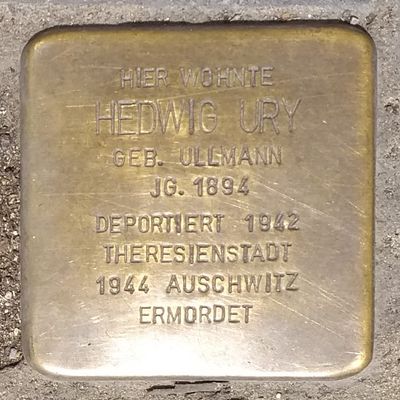 HIER WOHNTE
HEDWIG URY
GEB. ULLMANN
JG. 1894
DEPORTIERT 1942
THERESIENSTADT
1944 AUSCHWITZ
ERMORDET